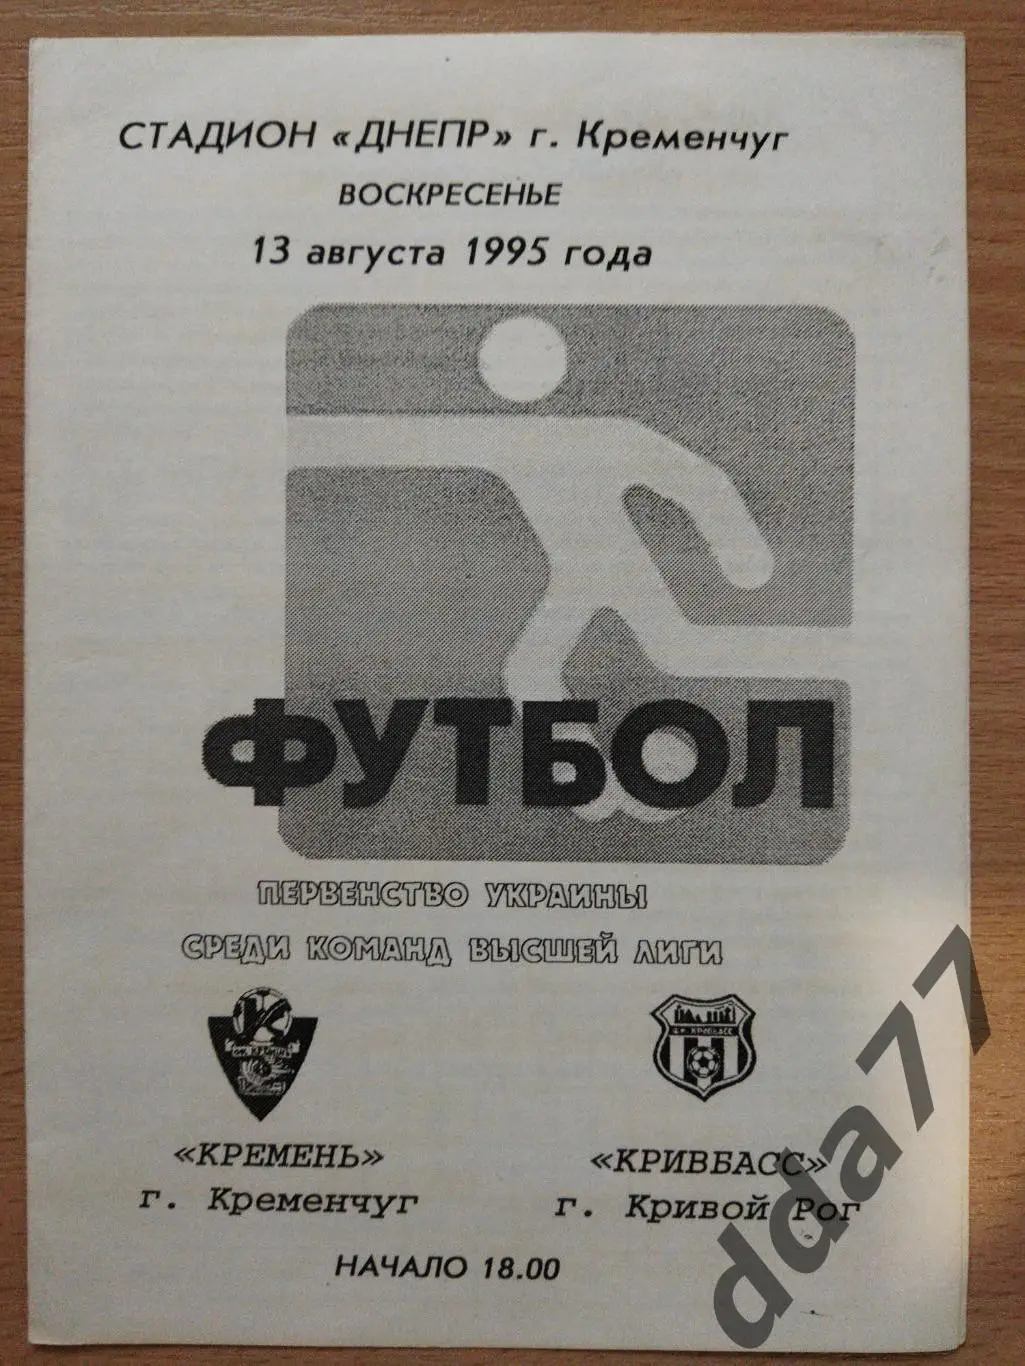 СТАДИОН «ДНЕПР» г. Кременчуг
ВОСКРЕСЕНЬЕ
13 августа 1995 года
ФУТБОЛ
ПЕРВЕНСТВО УКРАИНЫ
СРЕДИ КОМАНД ВЫСШЕЙ ЛИГИ
Ф.К. КРИВБАСС
«КРЕМЕНЬ» «КРИВБАСС»
г. Кременчуг г. Кривой Рог
НАЧАЛО 18.00
dda77